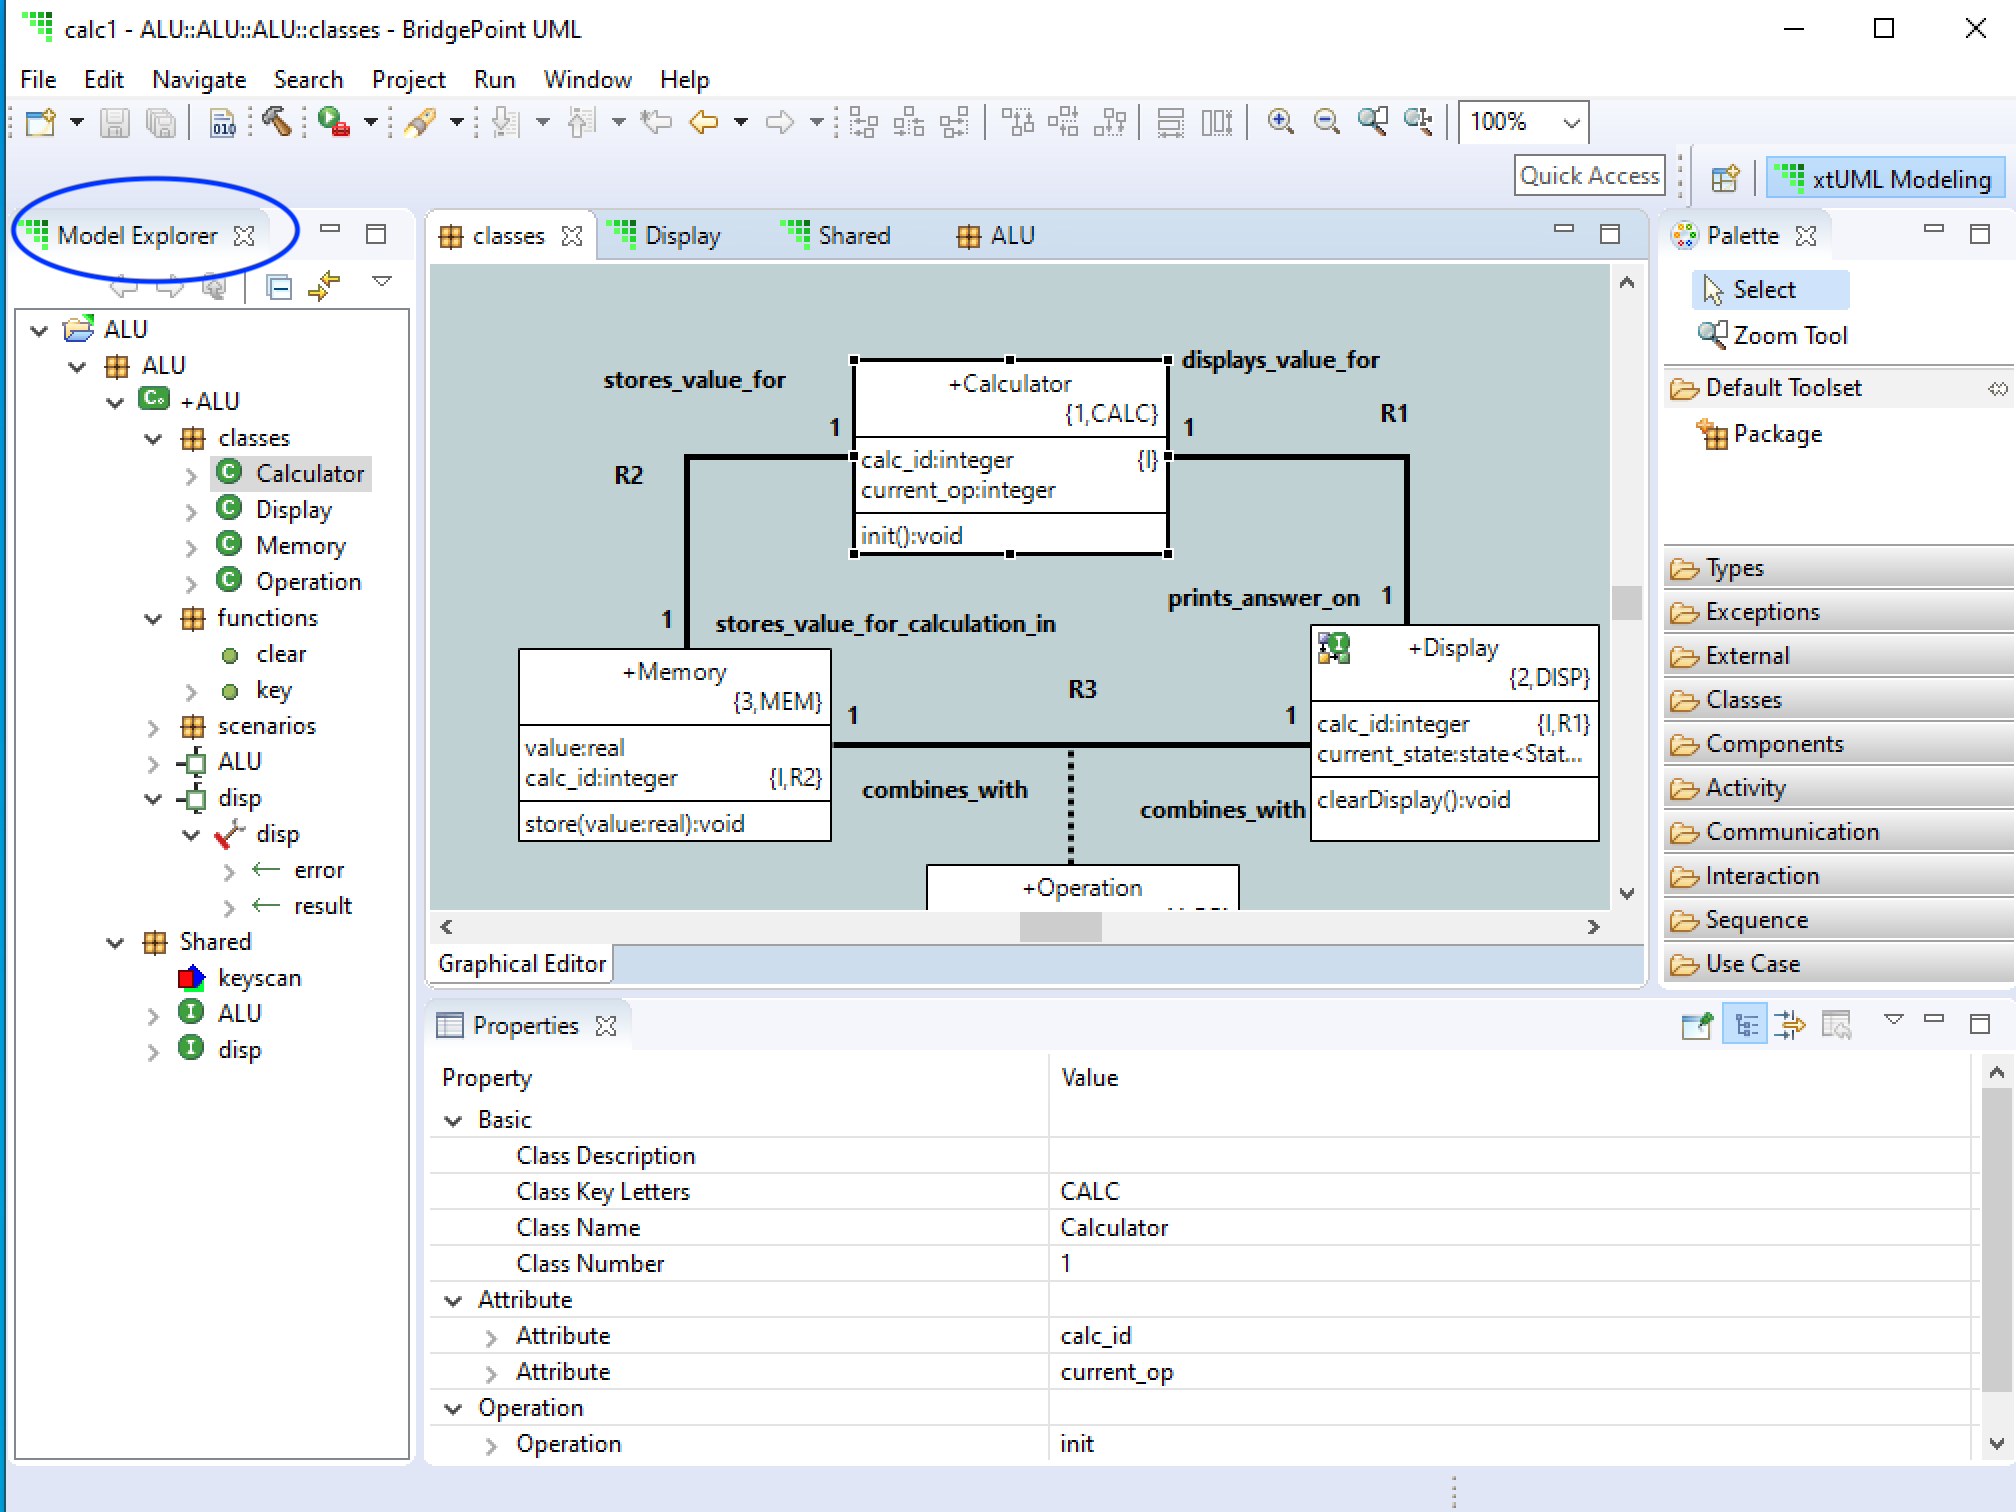 calc1 - ALU::ALU::ALU::classes - BridgePoint UML
File Edit Navigate Search Project Run Window Help
010
100%
Quick Access
xtUML Modeling
Model Explorer
ALU
ALU
+ALU
classes
Calculator
Display
Memory
Operation
functions
clear
key
scenarios
ALU
disp
disp
error
result
Shared
keyscan
ALU
disp
classes Display Shared ALU
stores_value_for
displays_value_for
+Calculator
{1,CALC}
1
1
R1
R2
calc_id:integer {I}
current_op:integer
init():void
prints_answer_on 1
1
stores_value_for_calculation_in
+Memory
{3,MEM}
value:real
calc_id:integer {I,R2}
store(value:real):void
R3
1
1
+Display
{2,DISP}
calc_id:integer {I,R1}
current_state:state<Stat...
clearDisplay():void
combines_with
combines_with
+Operation
Graphical Editor
Palette
Select
Zoom Tool
Default Toolset
Package
Types
Exceptions
External
Classes
Components
Activity
Communication
Interaction
Sequence
Use Case
Properties
Property Value
Basic
Class Description
Class Key Letters CALC
Class Name Calculator
Class Number 1
Attribute
Attribute calc_id
Attribute current_op
Operation
Operation init